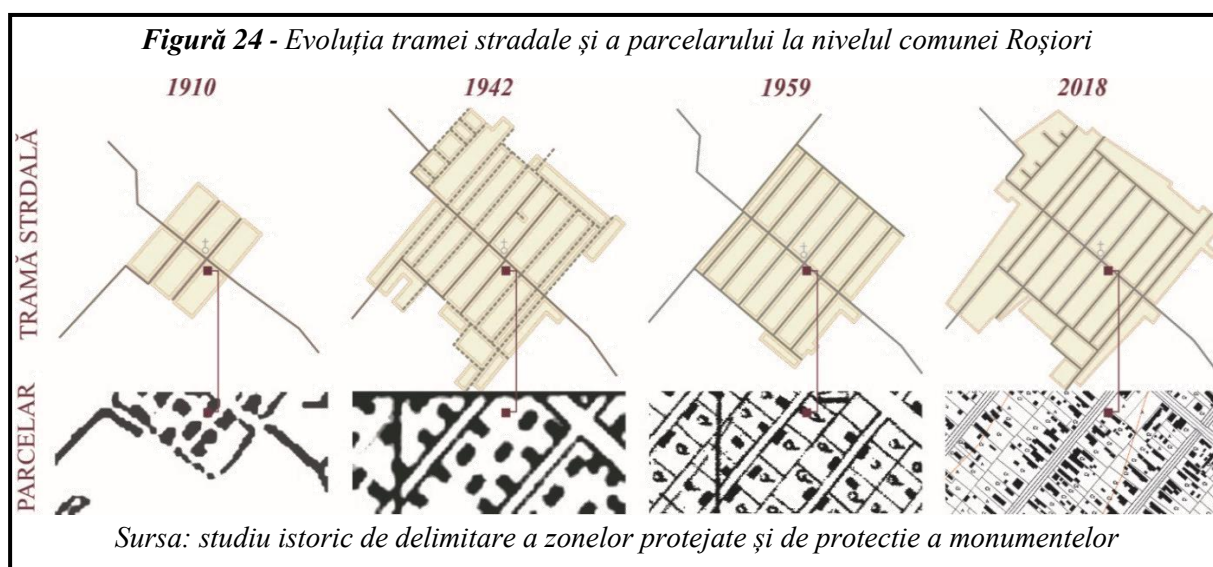 Figură 24 - Evoluția tramei stradale și a parcelarului la nivelul comunei Roșiori
1910 1942 1959 2018
TRAMĂ STRDALĂ
PARCELAR
Sursa: studiu istoric de delimitare a zonelor protejate și de protectie a monumentelor